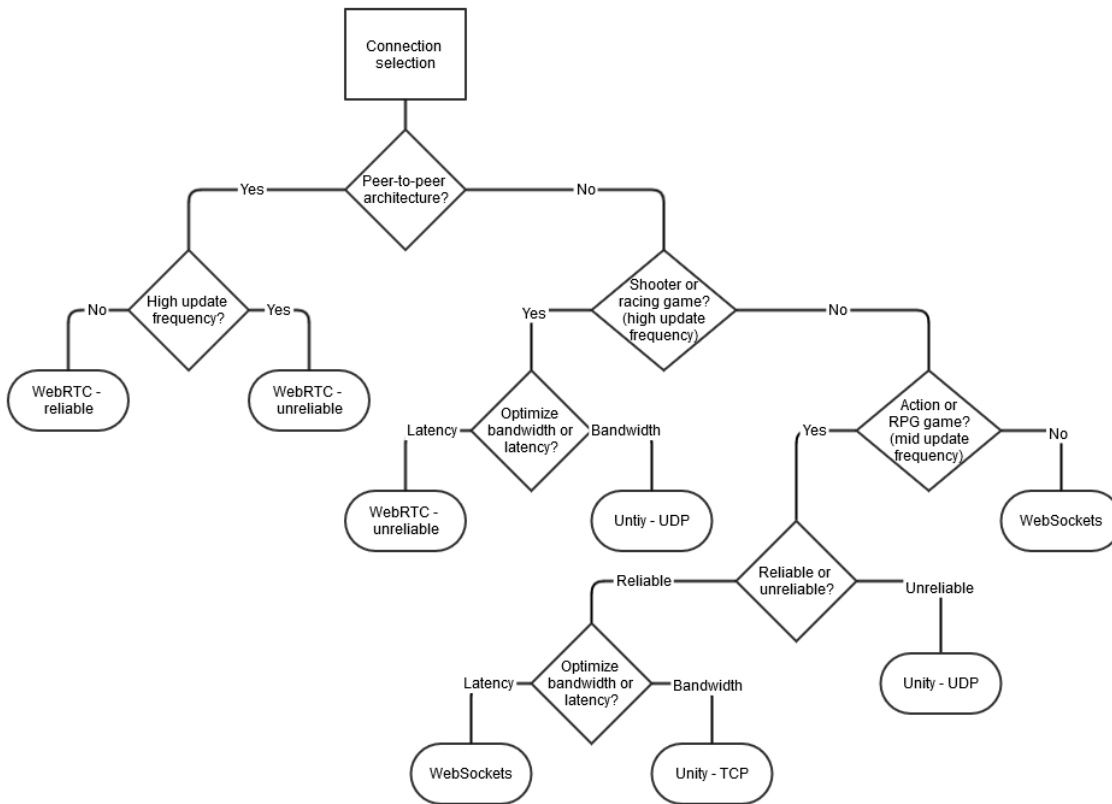 Connection
selection
Peer-to-peer
architecture?
Yes
No
High update
frequency?
No
Yes
WebRTC -
reliable
WebRTC -
unreliable
Shooter or
racing game?
(high update
frequency)
Yes
No
Optimize
bandwidth or
latency?
Latency
Bandwidth
WebRTC -
unreliable
Untiy - UDP
Action or
RPG game?
(mid update
frequency)
Yes
No
WebSockets
Reliable or
unreliable?
Reliable
Unreliable
Unity - UDP
Optimize
bandwidth or
latency?
Latency
Bandwidth
WebSockets
Unity - TCP